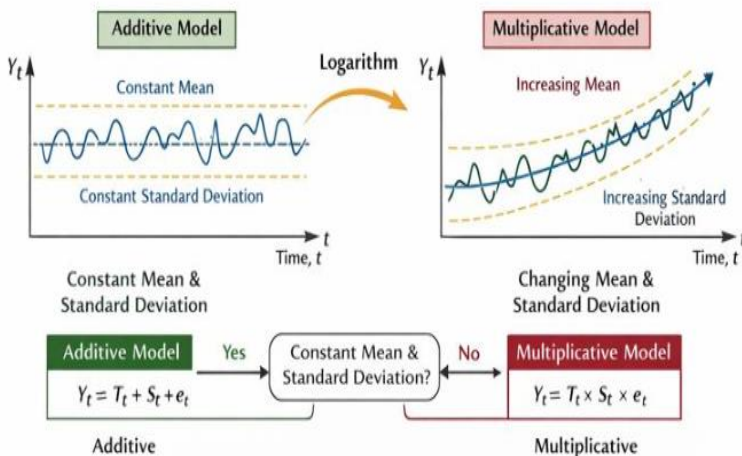 Additive Model
Multiplicative Model
Logarithm
Yₜ
Constant Mean
Constant Standard Deviation
t
Time, t
Yₜ
Increasing Mean
Increasing Standard
Deviation
t
Time, t
Constant Mean &
Standard Deviation
Changing Mean &
Standard Deviation
Additive Model
Yes
Constant Mean &
Standard Deviation?
No
Multiplicative Model
Yₜ = Tₜ + Sₜ + eₜ
Yₜ = Tₜ × Sₜ × eₜ
Additive
Multiplicative